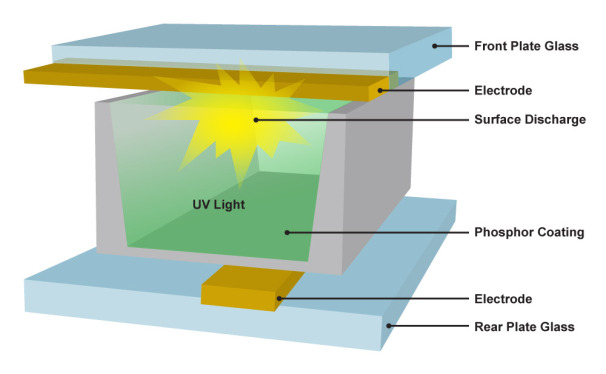 Front Plate Glass
Electrode
Surface Discharge
UV Light
Phosphor Coating
Electrode
Rear Plate Glass